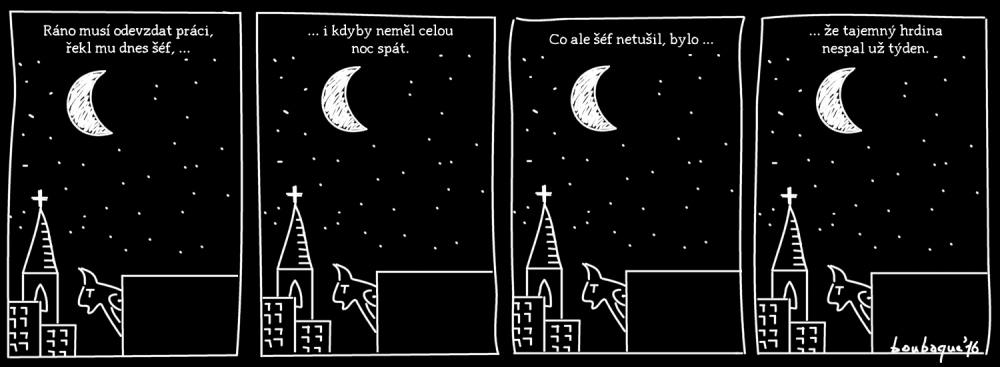 Ráno musí odevzdat práci,
řekl mu dnes šéf, ...
... i kdyby neměl celou
noc spát.
Co ale šéf netušil, bylo ...
... že tajemný hrdina
nespal už týden.
boubaque'16